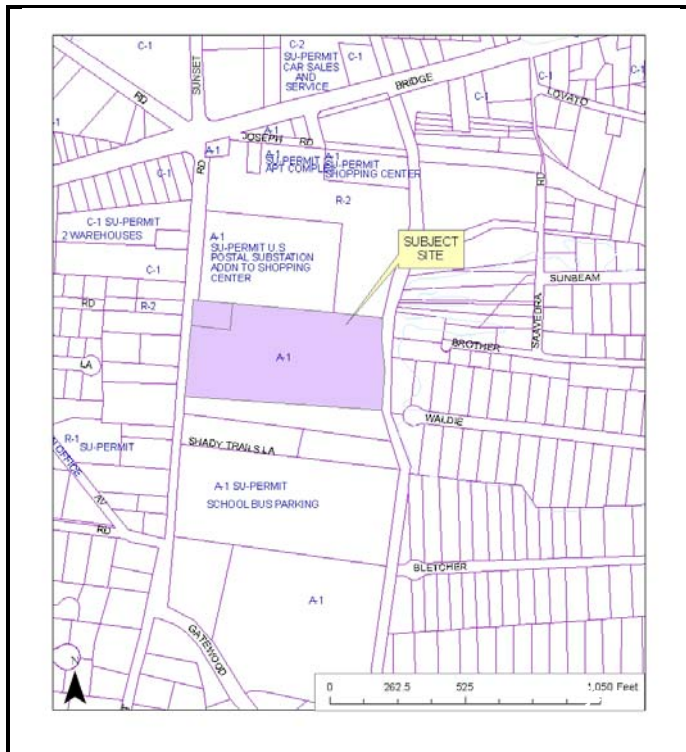 C-1
C-2
SU-PERMIT
CAR SALES
AND
SERVICE
C-1
SUNSET
BRIDGE
C-1
C-1
LOVATO
RD
A-1
JOSEPH RD
A-1
RD
A-1
SU-PERMIT
APT COMPLE
A-1
SU-PERMIT
SHOPPING CENTER
RD
C-1
R-2
C-1 SU-PERMIT
2 WAREHOUSES
A-1
SU-PERMIT U.S
POSTAL SUBSTATION
ADDN TO SHOPPING
CENTER
SUBJECT
SITE
C-1
SUNBEAM
RD
R-2
SAAVEDRA
BROTHER
A-1
LA
WALDIE
R-1
SU-PERMIT
OFFICE
SHADY TRAILS LA
A-1 SU-PERMIT
SCHOOL BUS PARKING
AV
RD
BLETCHER
A-1
GATEWOOD
N
0 262.5 525 1,050 Feet